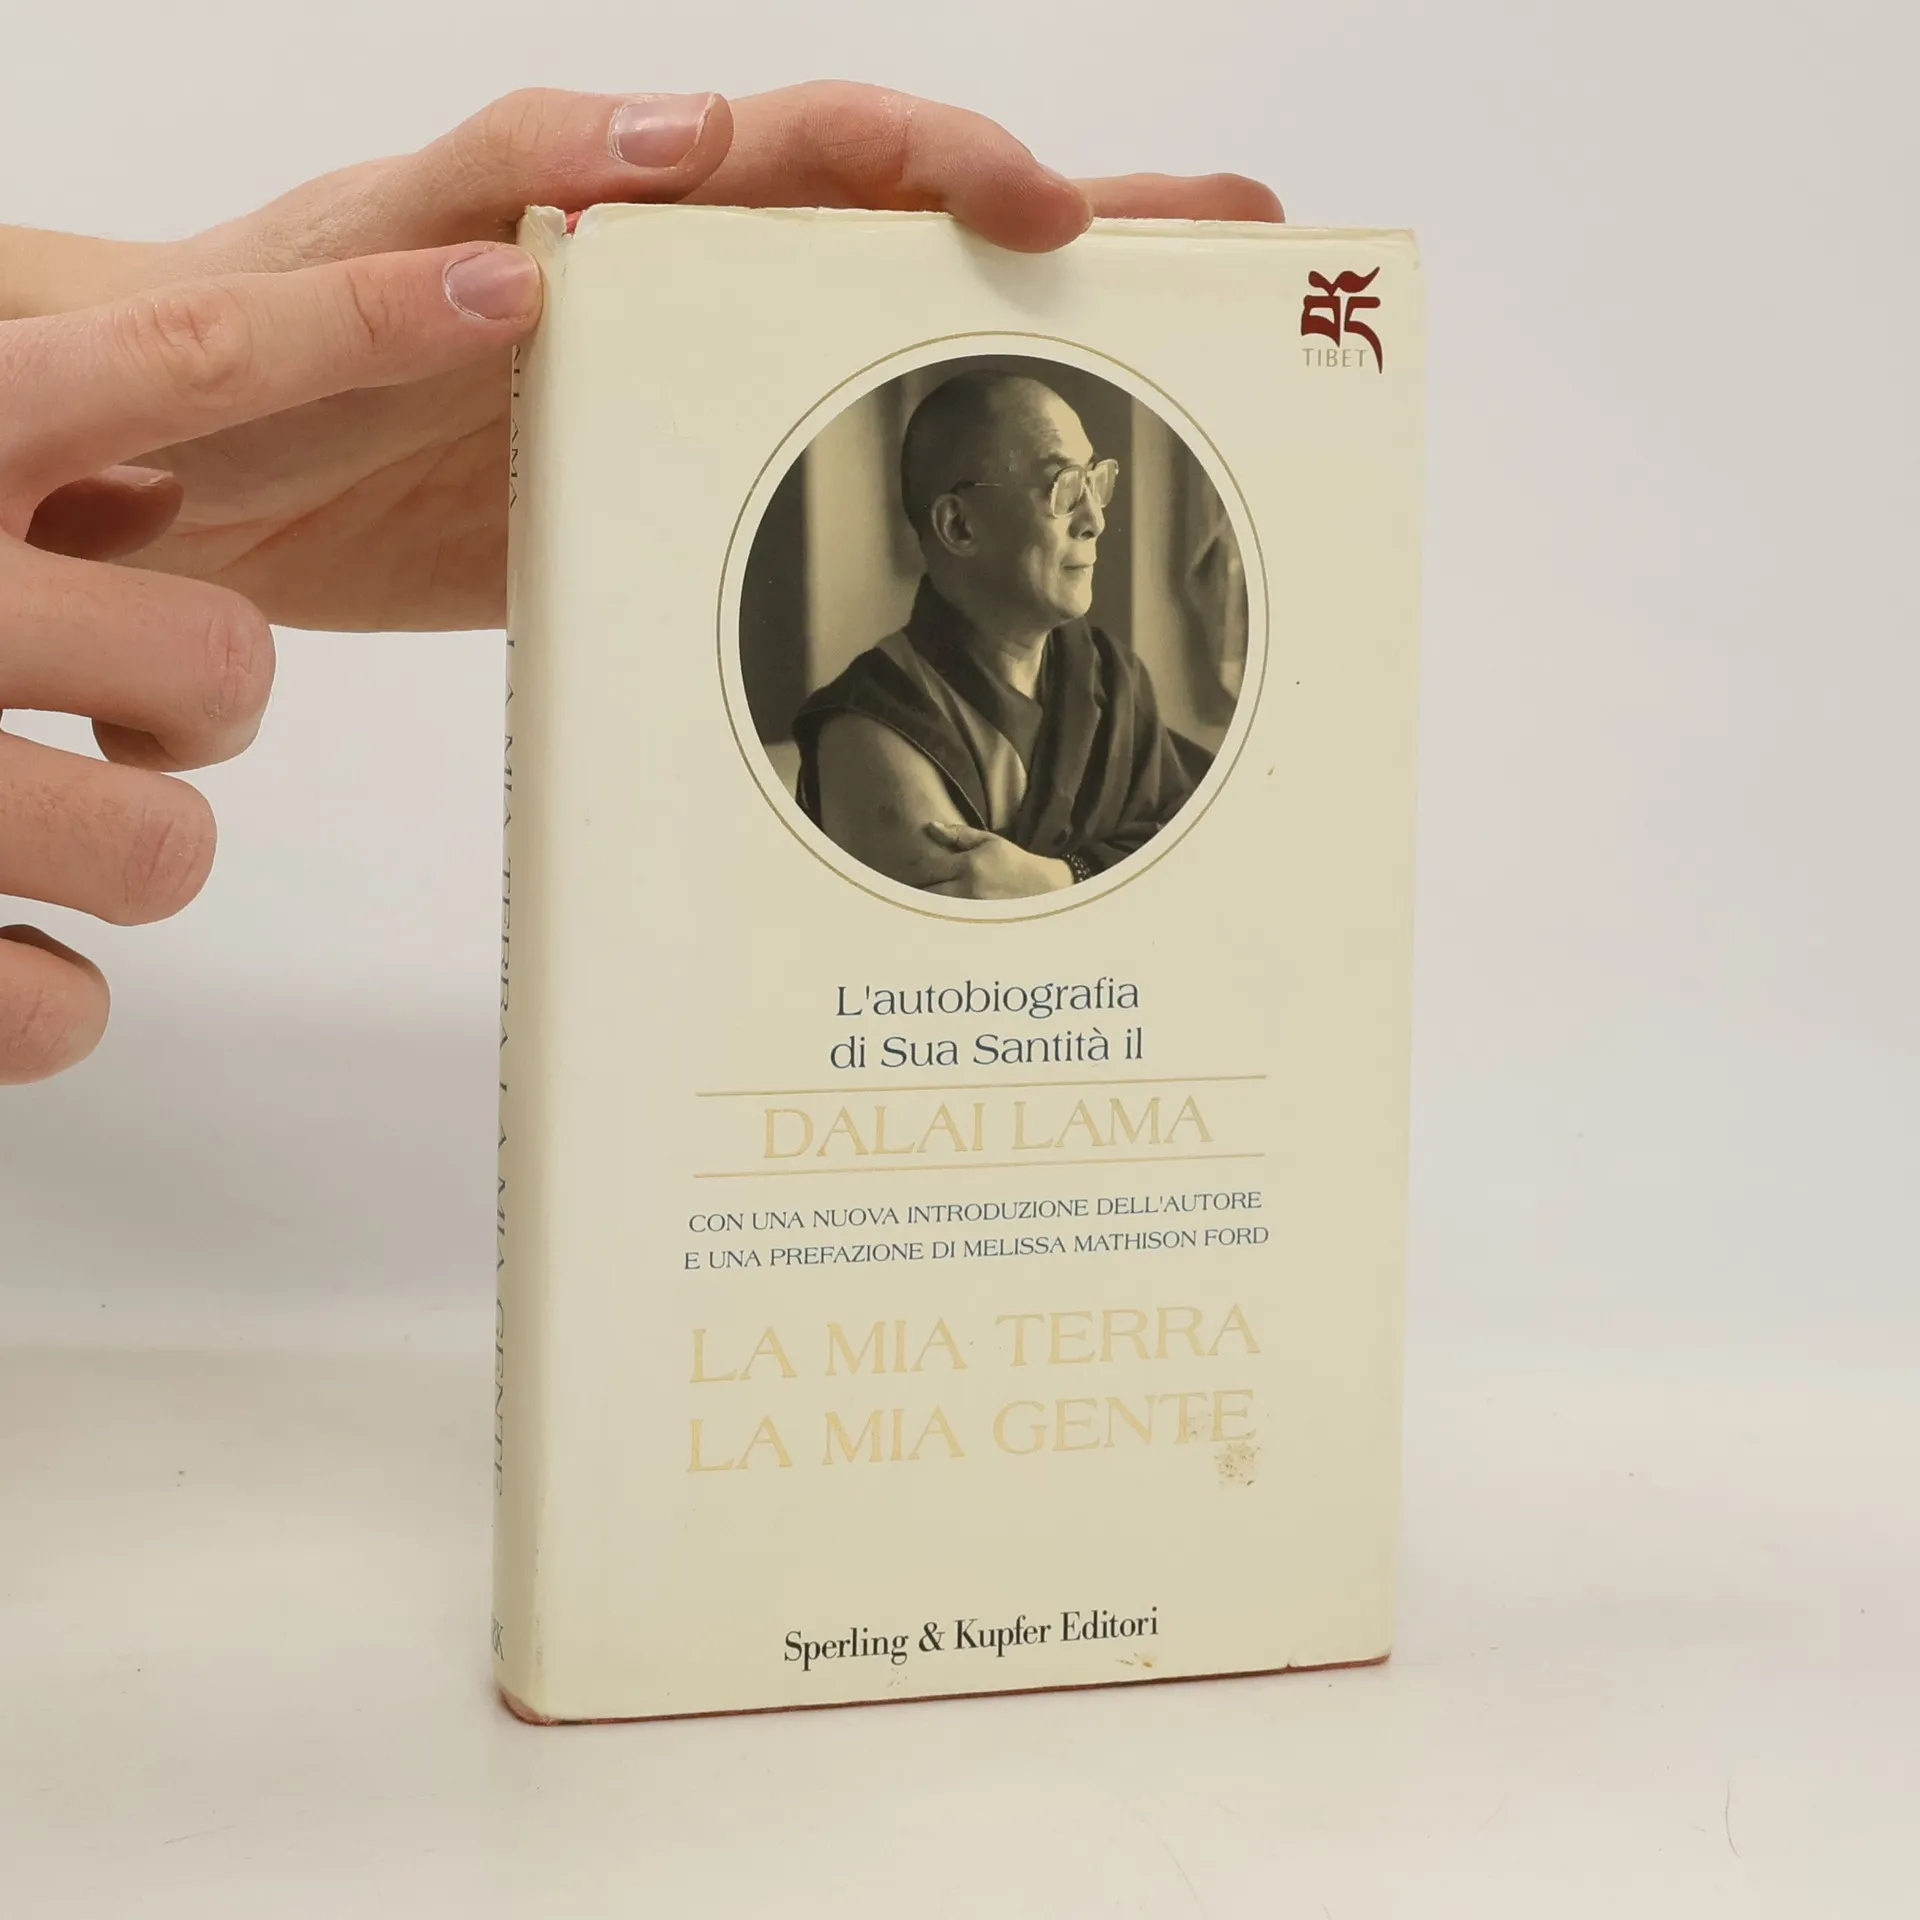 བོད
TIBET
L'autobiografia
di Sua Santità il
DALAI LAMA
CON UNA NUOVA INTRODUZIONE DELL'AUTORE
E UNA PREFAZIONE DI MELISSA MATHISON FORD
LA MIA TERRA
LA MIA GENTE
Sperling & Kupfer Editori
LAMA LA MIA TERRA LA MIA GENTE